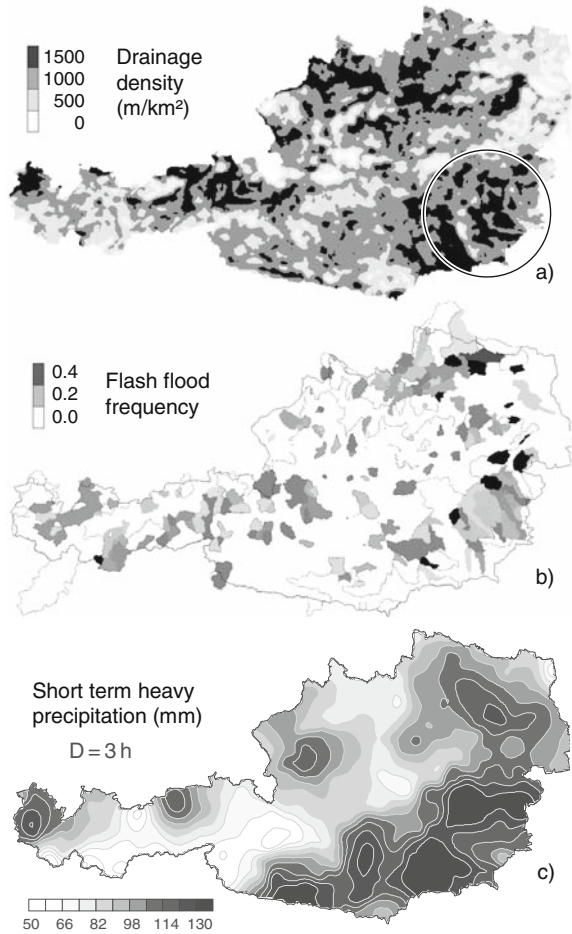 1500
1000
500
0
Drainage
density
(m/km²)
a)
0.4
0.2
0.0
Flash flood
frequency
b)
Short term heavy
precipitation (mm)
D = 3 h
c)
50 66 82 98 114 130